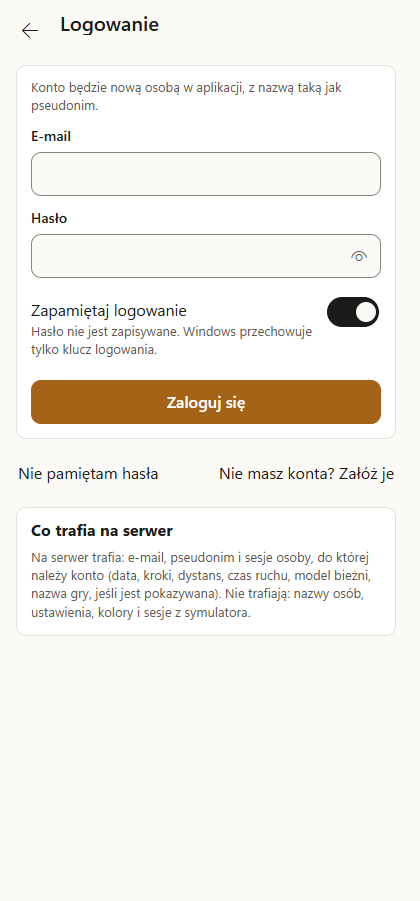 Logowanie
Konto będzie nową osobą w aplikacji, z nazwą taką jak
pseudonim.
E-mail
Hasło
Zapamiętaj logowanie
Hasło nie jest zapisywane. Windows przechowuje
tylko klucz logowania.
Zaloguj się
Nie pamiętam hasła
Nie masz konta? Załóż je
Co trafia na serwer
Na serwer trafia: e-mail, pseudonim i sesje osoby, do której
należy konto (data, kroki, dystans, czas ruchu, model bieżni,
nazwa gry, jeśli jest pokazywana). Nie trafiają: nazwy osób,
ustawienia, kolory i sesje z symulatora.